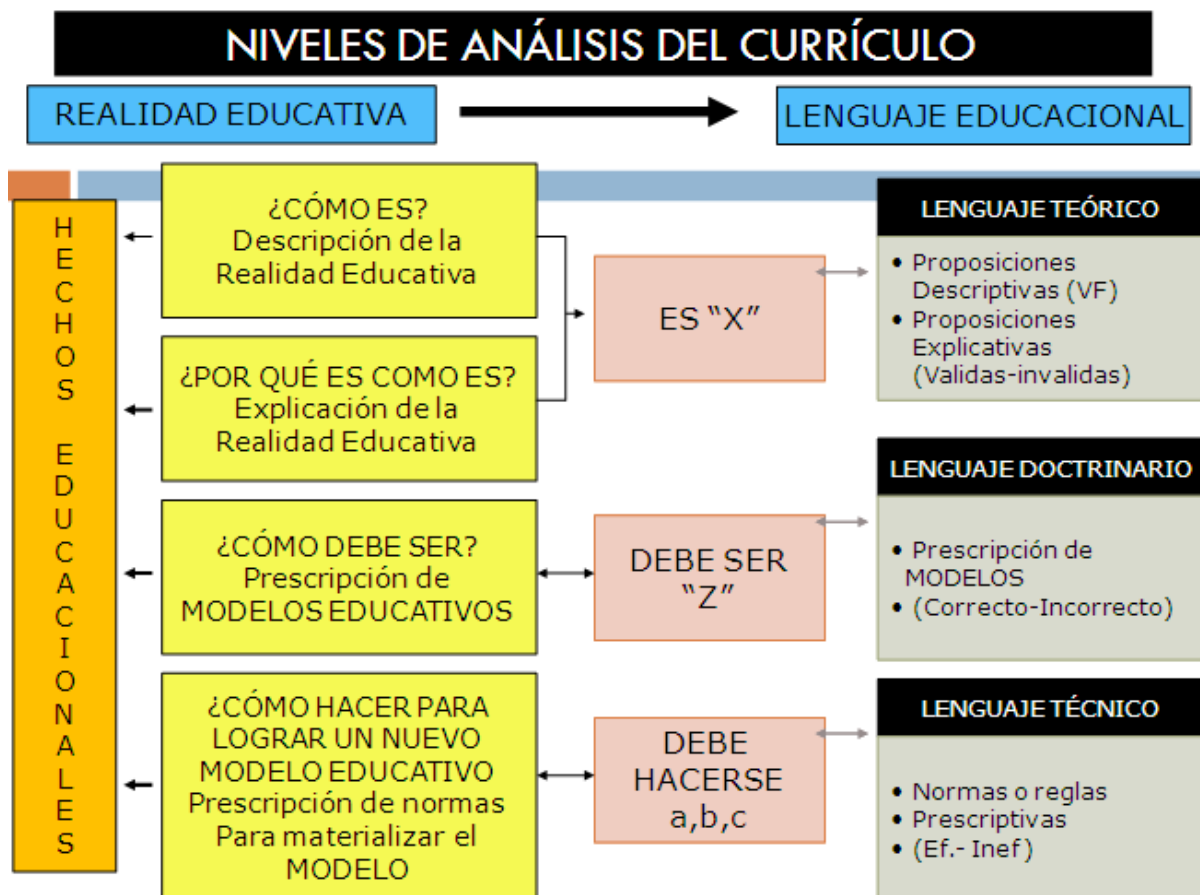 NIVELES DE ANÁLISIS DEL CURRÍCULO
REALIDAD EDUCATIVA
LENGUAJE EDUCACIONAL
HECHOS EDUCACIONALES
¿CÓMO ES?
Descripción de la
Realidad Educativa
¿POR QUÉ ES COMO ES?
Explicación de la
Realidad Educativa
ES “X”
LENGUAJE TEÓRICO
• Proposiciones
Descriptivas (VF)
• Proposiciones
Explicativas
(Validas-invalidas)
¿CÓMO DEBE SER?
Prescripción de
MODELOS EDUCATIVOS
DEBE SER
“Z”
LENGUAJE DOCTRINARIO
• Prescripción de
MODELOS
• (Correcto-Incorrecto)
¿CÓMO HACER PARA
LOGRAR UN NUEVO
MODELO EDUCATIVO
Prescripción de normas
Para materializar el
MODELO
DEBE
HACERSE
a,b,c
LENGUAJE TÉCNICO
• Normas o reglas
• Prescriptivas
• (Ef.- Inef)